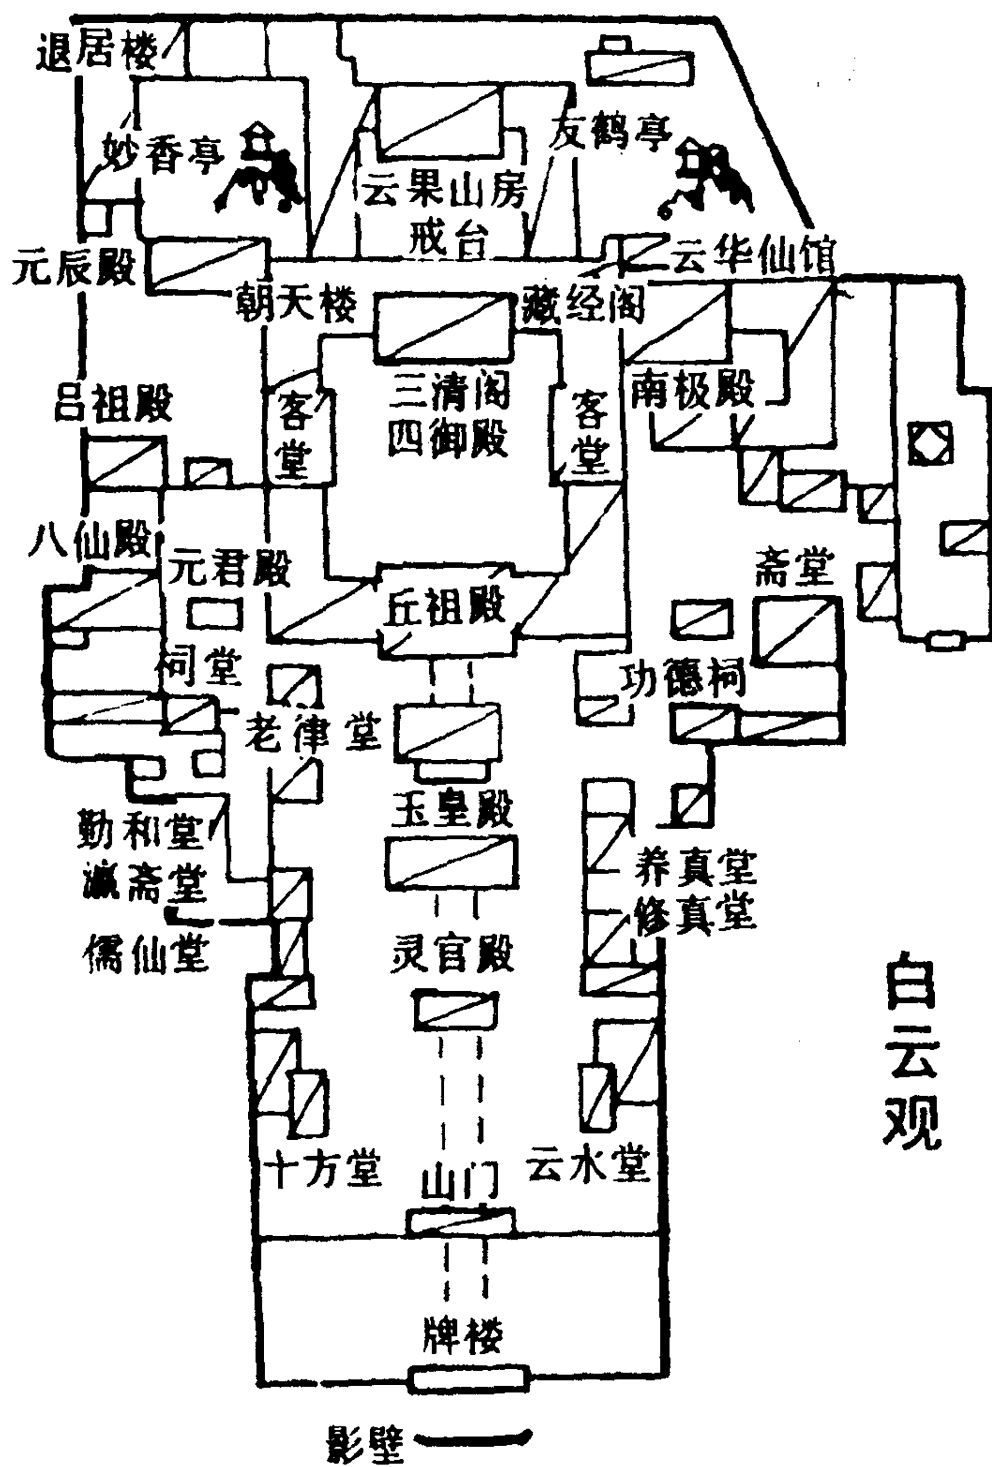 退居楼
妙香亭
友鹤亭
云果山房
戒台
元辰殿
云华仙馆
朝天楼
藏经阁
吕祖殿
客堂
三清阁
四御殿
客堂
南极殿
八仙殿
元君殿
斋堂
丘祖殿
祠堂
功德祠
老律堂
玉皇殿
勤和堂
瀛斋堂
养真堂
修真堂
儒仙堂
灵官殿
白云观
十方堂
山门
云水堂
牌楼
影壁